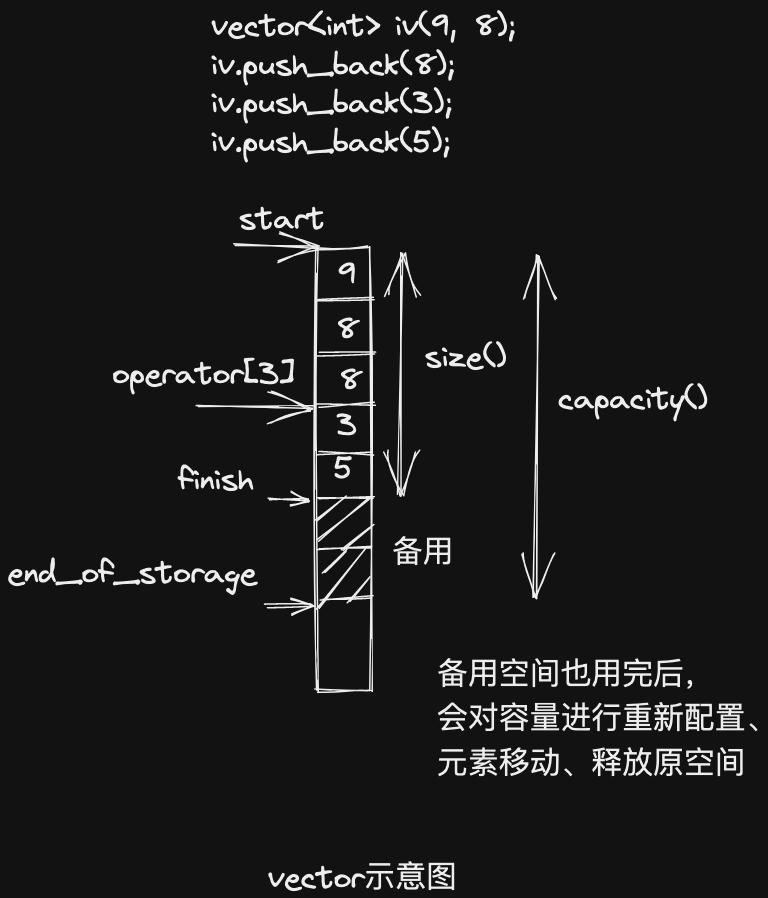 vector<int> iv(9, 8);
iv.push_back(8);
iv.push_back(3);
iv.push_back(5);
start
9
8
size()
operator[3]
8
capacity()
3
5
finish
备用
end_of_storage
备用空间也用完后，
会对容量进行重新配置、
元素移动、释放原空间
vector示意图